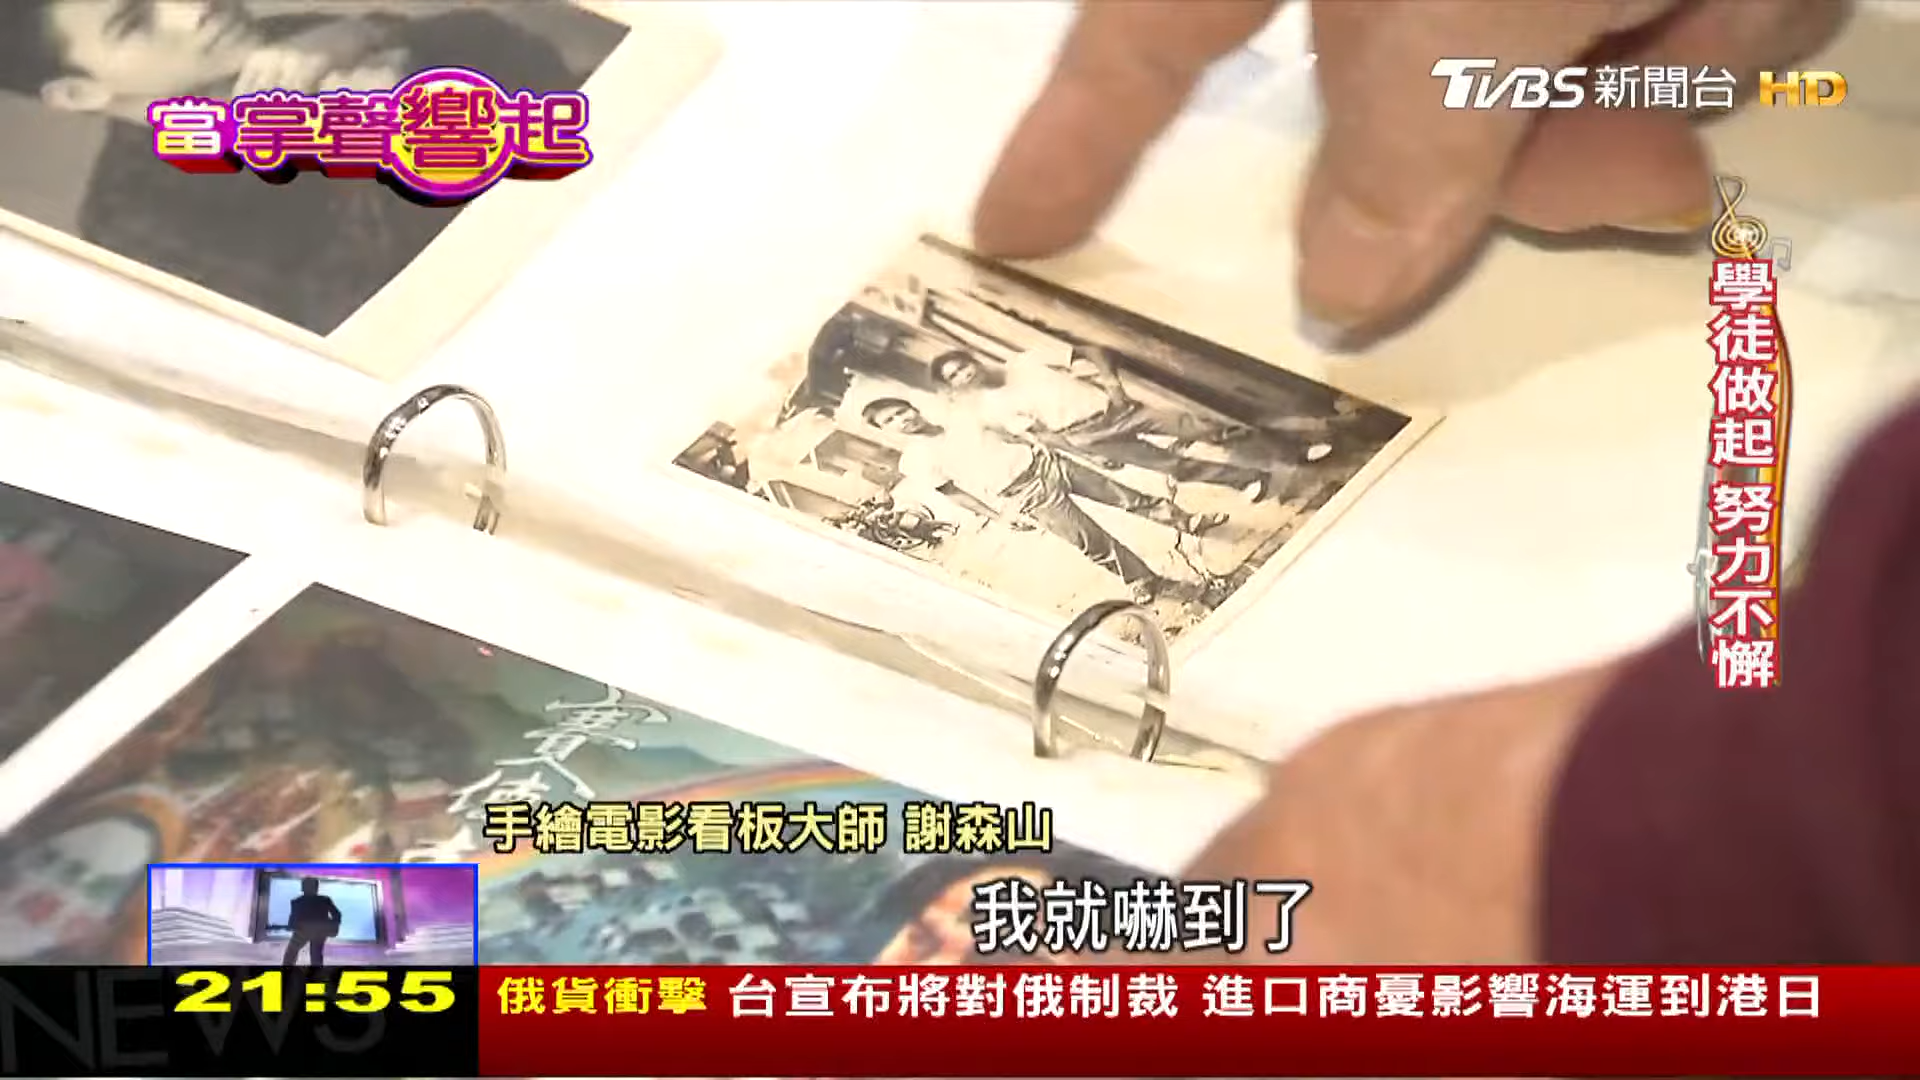 當掌聲響起
TVBS新聞台 HD
學徒做起 努力不懈
手繪電影看板大師 謝森山
我就嚇到了
NEWS
21:55
俄貨衝擊 台宣布將對俄制裁 進口商憂影響海運到港日